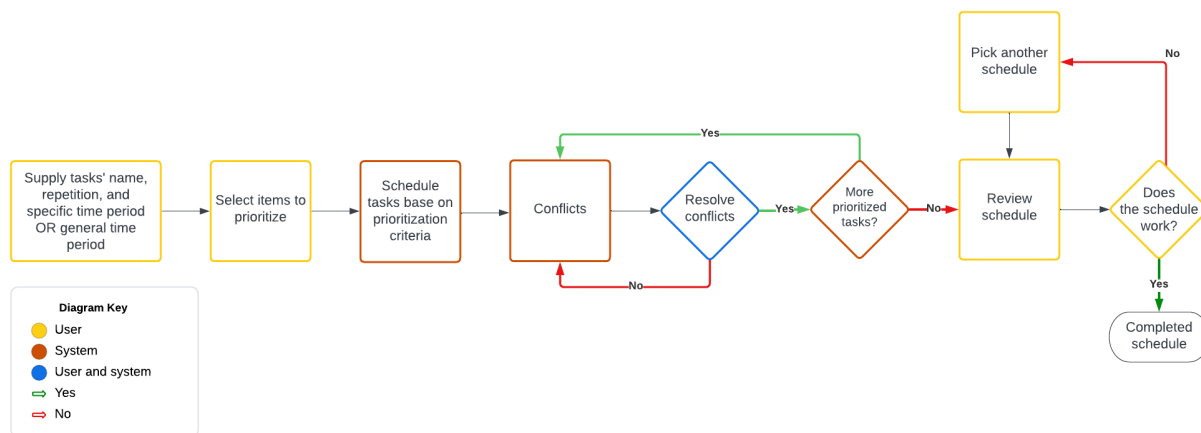 Pick another
schedule
No
Yes
Supply tasks' name,
repetition, and
specific time period
OR general time
period
Select items to
prioritize
Schedule
tasks base on
prioritization
criteria
Conflicts
Resolve
conflicts
Yes
More
prioritized
tasks?
No
Review
schedule
Does
the schedule
work?
No
Yes
Completed
schedule
Diagram Key
User
System
User and system
Yes
No